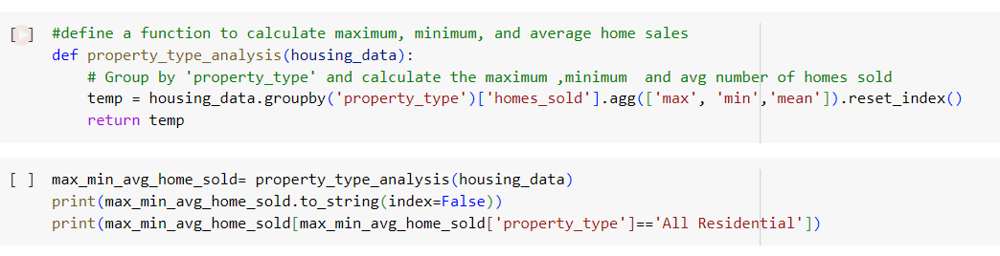 [ ] #define a function to calculate maximum, minimum, and average home sales
def property_type_analysis(housing_data):
    # Group by 'property_type' and calculate the maximum ,minimum  and avg number of homes sold
    temp = housing_data.groupby('property_type')['homes_sold'].agg(['max', 'min','mean']).reset_index()
    return temp
[ ] max_min_avg_home_sold= property_type_analysis(housing_data)
print(max_min_avg_home_sold.to_string(index=False))
print(max_min_avg_home_sold[max_min_avg_home_sold['property_type']=='All Residential'])